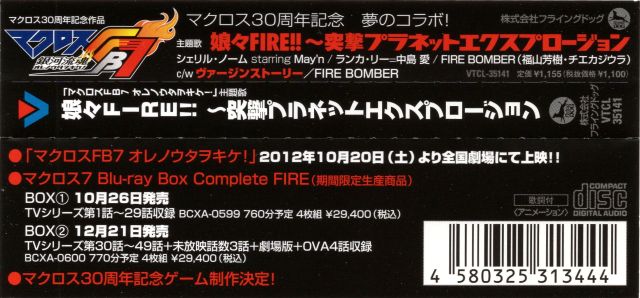 マクロス30周年記念作品
マクロス
FB7
マクロス30周年記念 夢のコラボ!
主題歌 娘々FIRE!! ～突撃プラネットエクスプロージョン
シェリル・ノーム starring May'n / ランカ・リー=中島 愛 / FIRE BOMBER (福山芳樹・チエカジウラ)
c/w ヴァージンストーリー / FIRE BOMBER
株式会社フライングドッグ
VTCL-35141
定価 ¥1,155 (税抜価格 ¥1,100)
「マクロスFB7 オレノウタヲキケ!」主題歌
娘々FIRE!! ～突撃プラネットエクスプロージョン
株式会社
フライングドッグ
VTCL
35141
●「マクロスFB7 オレノウタヲキケ!」2012年10月20日(土)より全国劇場にて上映!!
●マクロス7 Blu-ray Box Complete FIRE (期間限定生産商品)
BOX① 10月26日発売
TVシリーズ第1話～29話収録 BCXA-0599 760分予定 4枚組 ¥29,400(税込)
BOX② 12月21日発売
TVシリーズ第30話～49話+未放映話数3話+劇場版+OVA4話収録
BCXA-0600 770分予定 4枚組 ¥29,400(税込)
●マクロス30周年記念ゲーム制作決定!
歌詞付
〈アニメーション〉
COMPACT
disc
DIGITAL AUDIO
4 580325 313444